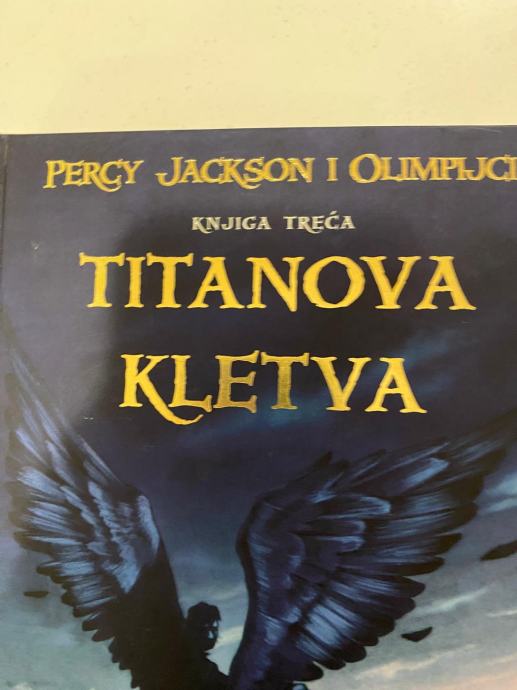 PERCY JACKSON I OLIMPIJCI
KNJIGA TREĆA
TITANOVA
KLETVA